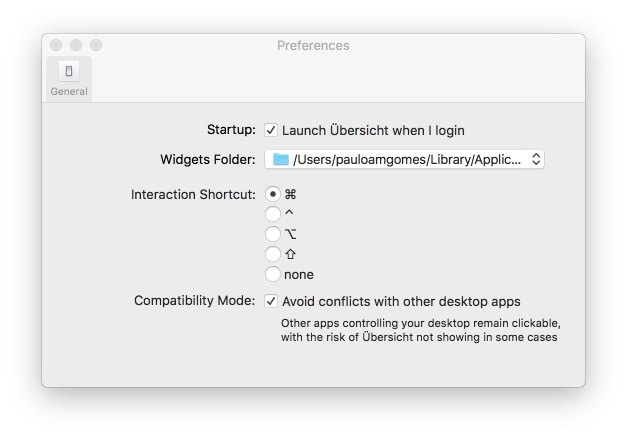 Preferences
General
Startup: Launch Übersicht when I login
Widgets Folder: /Users/pauloamgomes/Library/Applic...
Interaction Shortcut: ⌘
^
⌥
⇧
none
Compatibility Mode: Avoid conflicts with other desktop apps
Other apps controlling your desktop remain clickable,
with the risk of Übersicht not showing in some cases